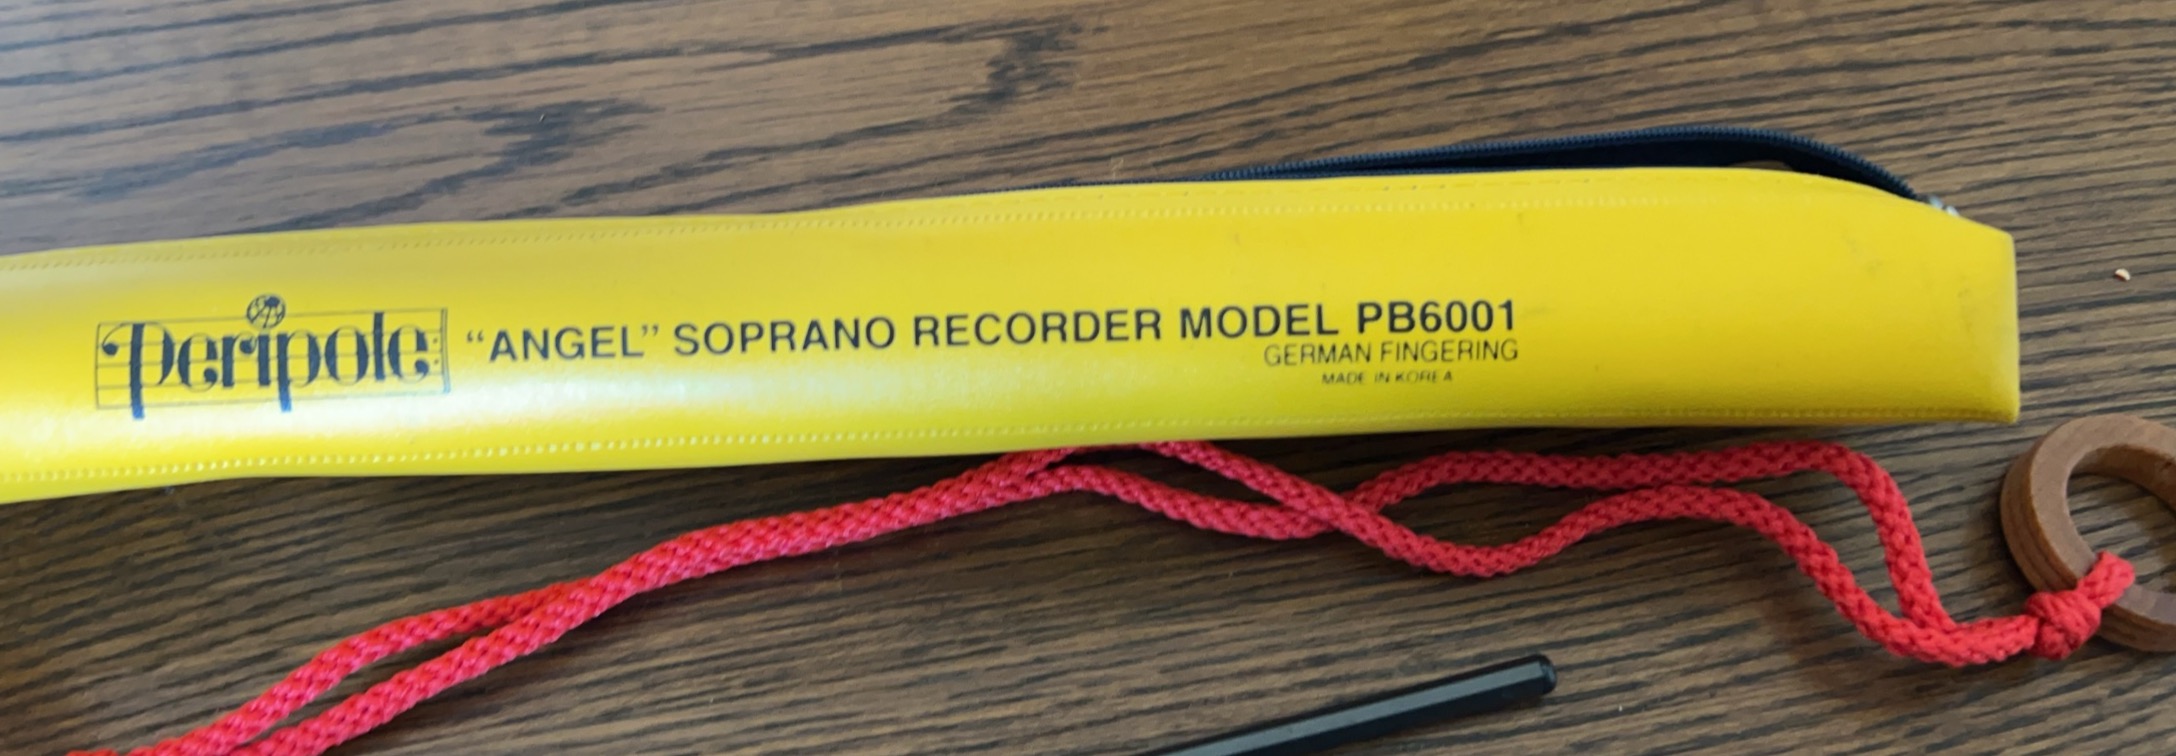 Peripole "ANGEL" SOPRANO RECORDER MODEL PB6001
GERMAN FINGERING
MADE IN KOREA